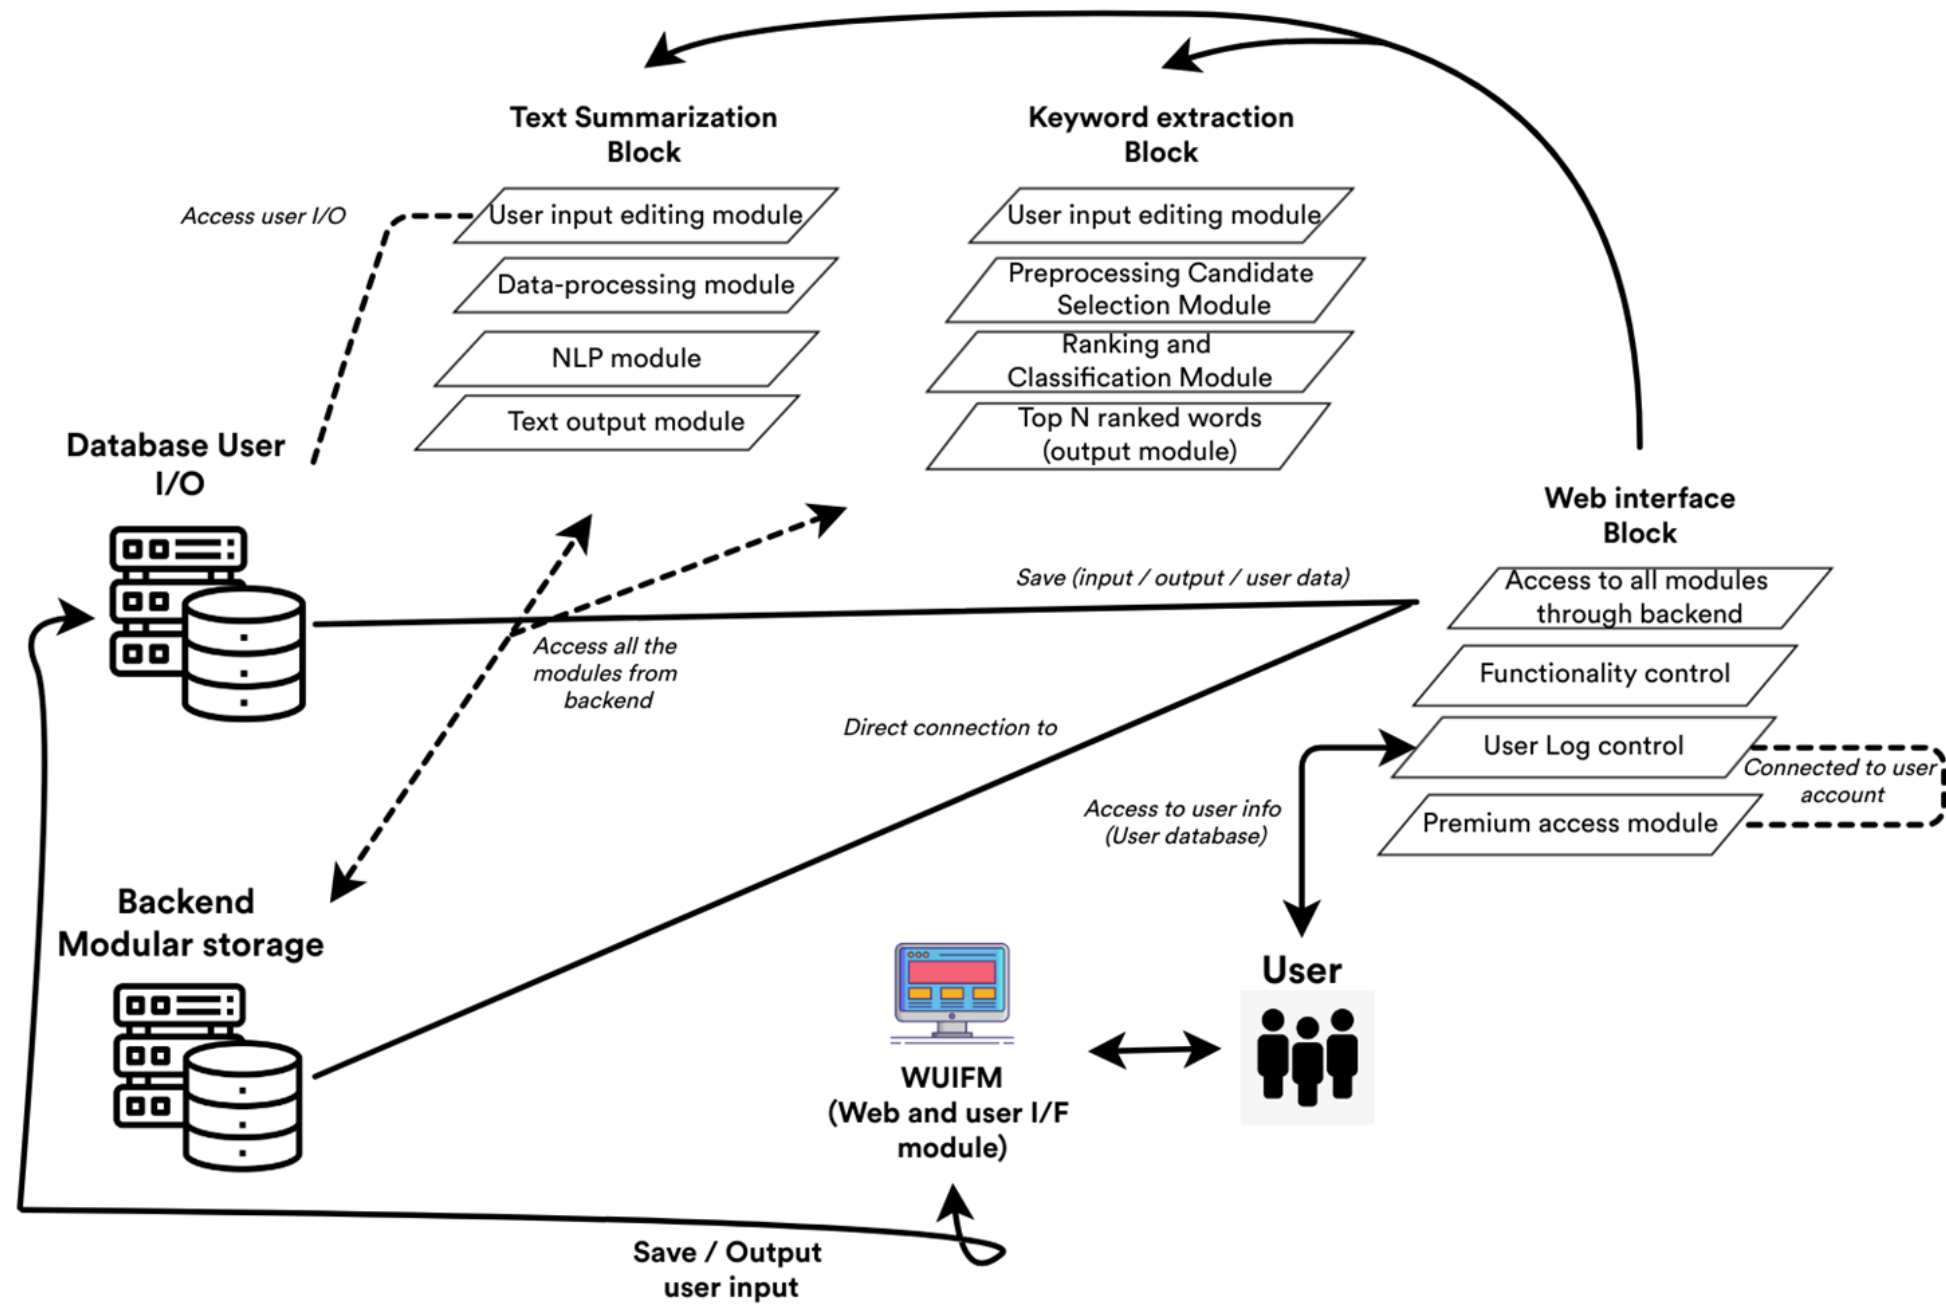 Text Summarization
Block
Keyword extraction
Block
Access user I/O
User input editing module
User input editing module
Data-processing module
Preprocessing Candidate
Selection Module
NLP module
Ranking and
Classification Module
Text output module
Top N ranked words
(output module)
Database User
I/O
Web interface
Block
Save (input / output / user data)
Access to all modules
through backend
Access all the
modules from
backend
Functionality control
Direct connection to
User Log control
Connected to user
account
Access to user info
(User database)
Premium access module
Backend
Modular storage
User
WUIFM
(Web and user I/F
module)
Save / Output
user input